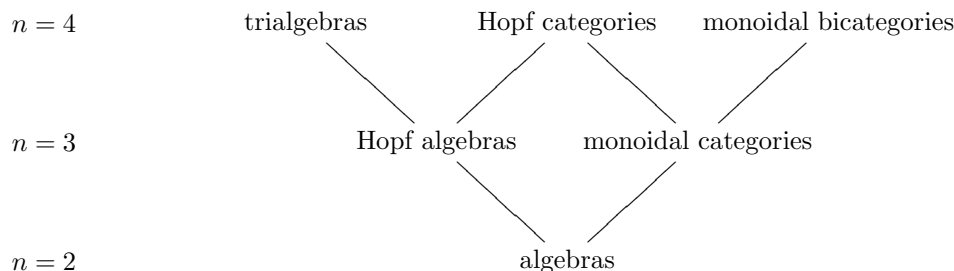 n = 4 trialgebras Hopf categories monoidal bicategories
n = 3 Hopf algebras monoidal categories
n = 2 algebras